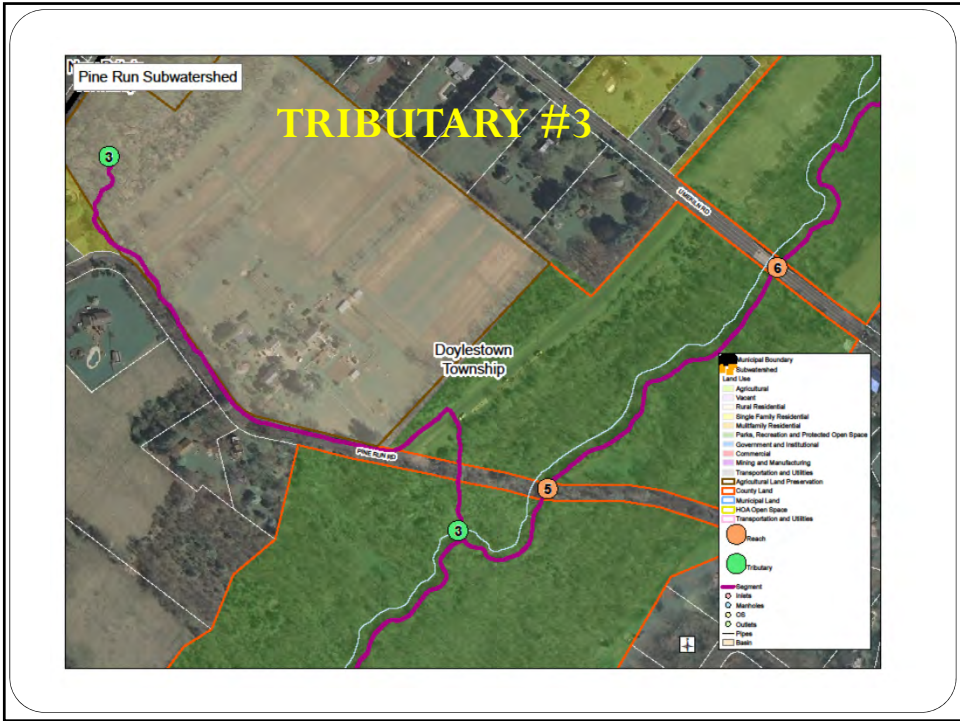 Pine Run Subwatershed
TRIBUTARY #3
3
LIMEKILN RD
6
Doylestown
Township
PINE RUN RD
5
3
Municipal Boundary
Subwatershed
Land Use
Agricultural
Vacant
Rural Residential
Single Family Residential
Multifamily Residential
Parks, Recreation and Protected Open Space
Government and Institutional
Commercial
Mining and Manufacturing
Transportation and Utilities
Agricultural Land Preservation
County Land
Municipal Land
HOA Open Space
Transportation and Utilities
Reach
Tributary
Segment
Inlets
Manholes
OS
Outlets
Pipes
Basin